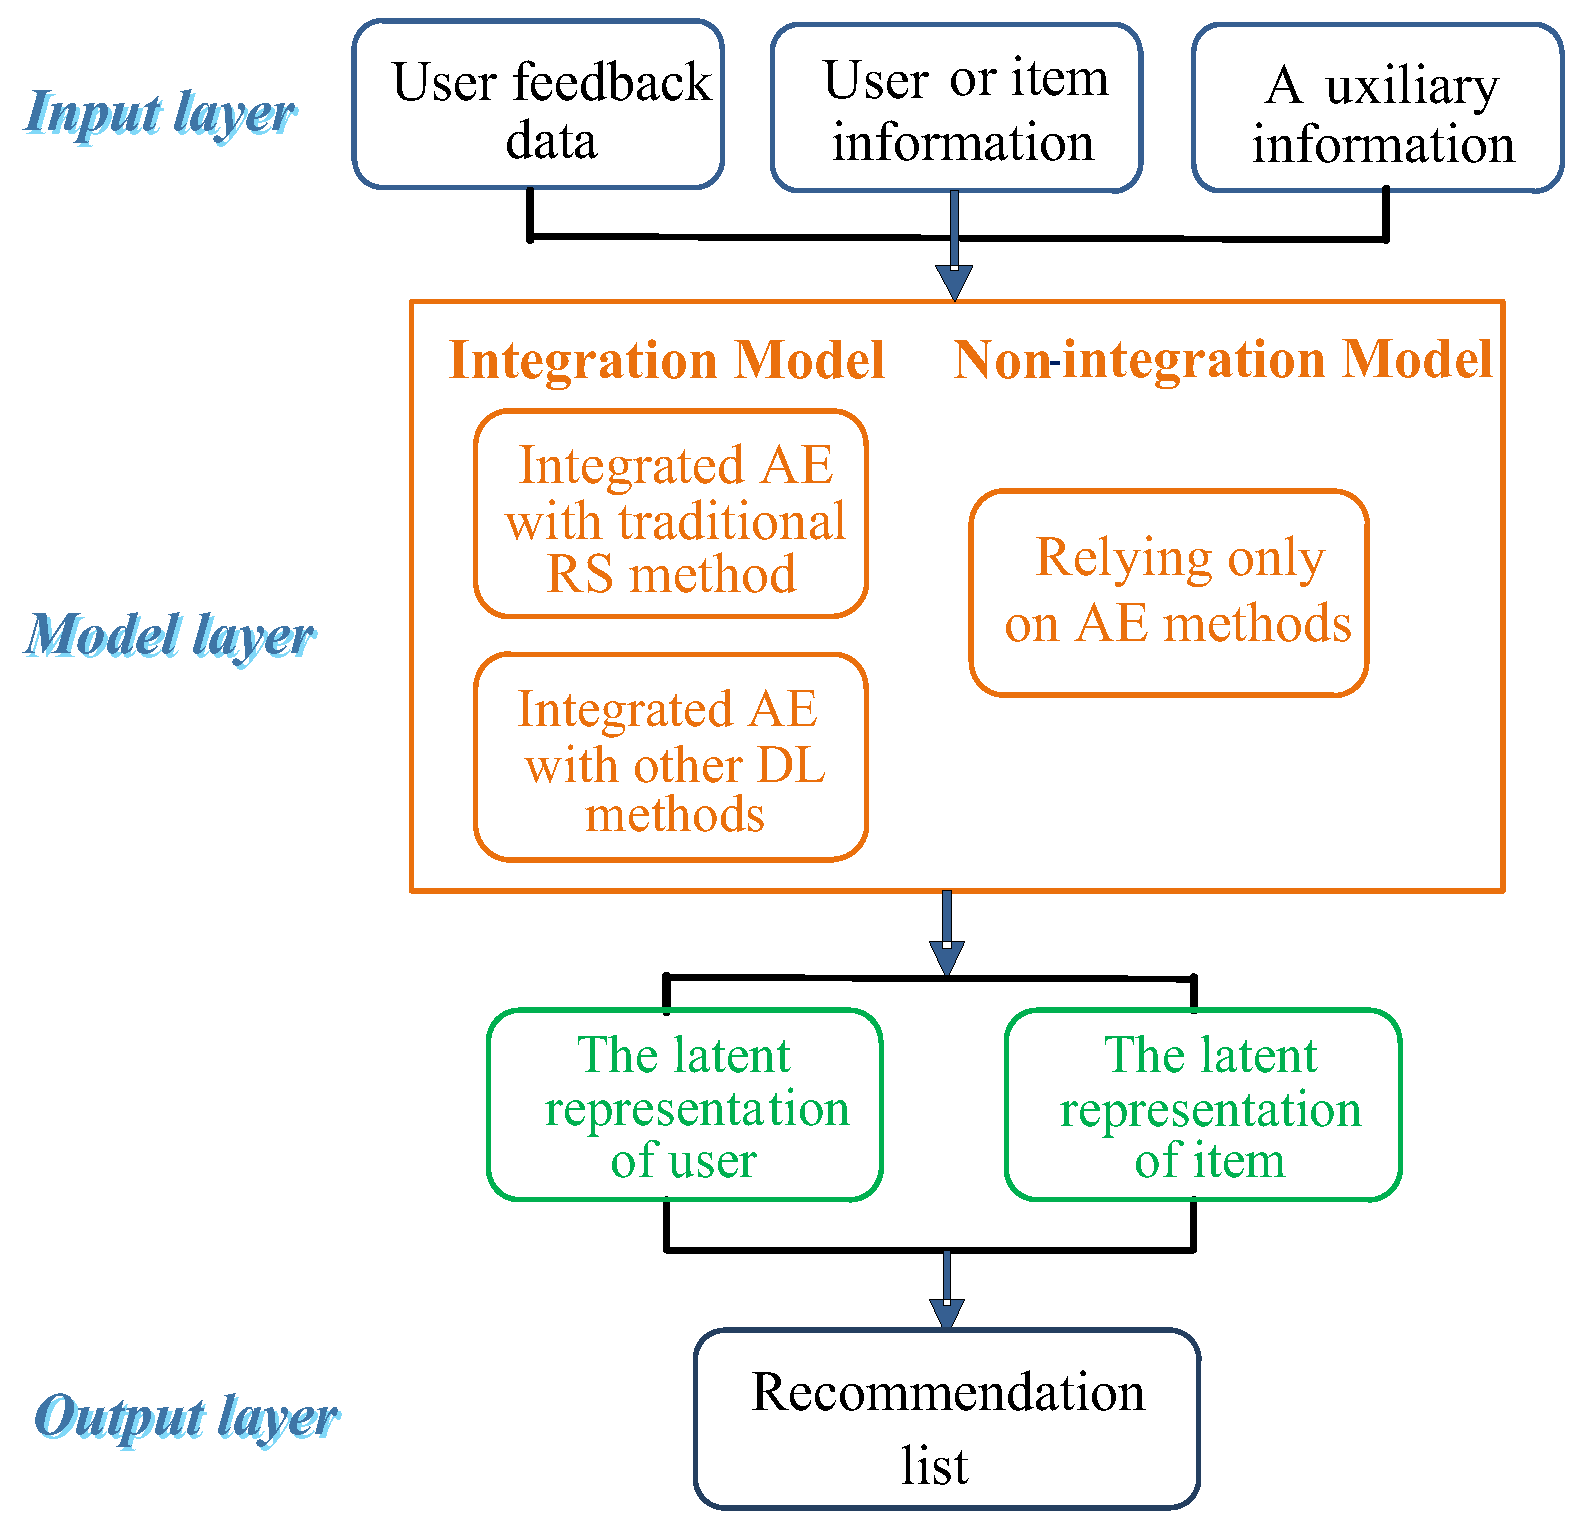 Input layer
User feedback
data
User or item
information
A uxiliary
information
Integration Model
Non-integration Model
Integrated AE
with traditional
RS method
Relying only
on AE methods
Model layer
Integrated AE
with other DL
methods
The latent
representation
of user
The latent
representation
of item
Output layer
Recommendation
list